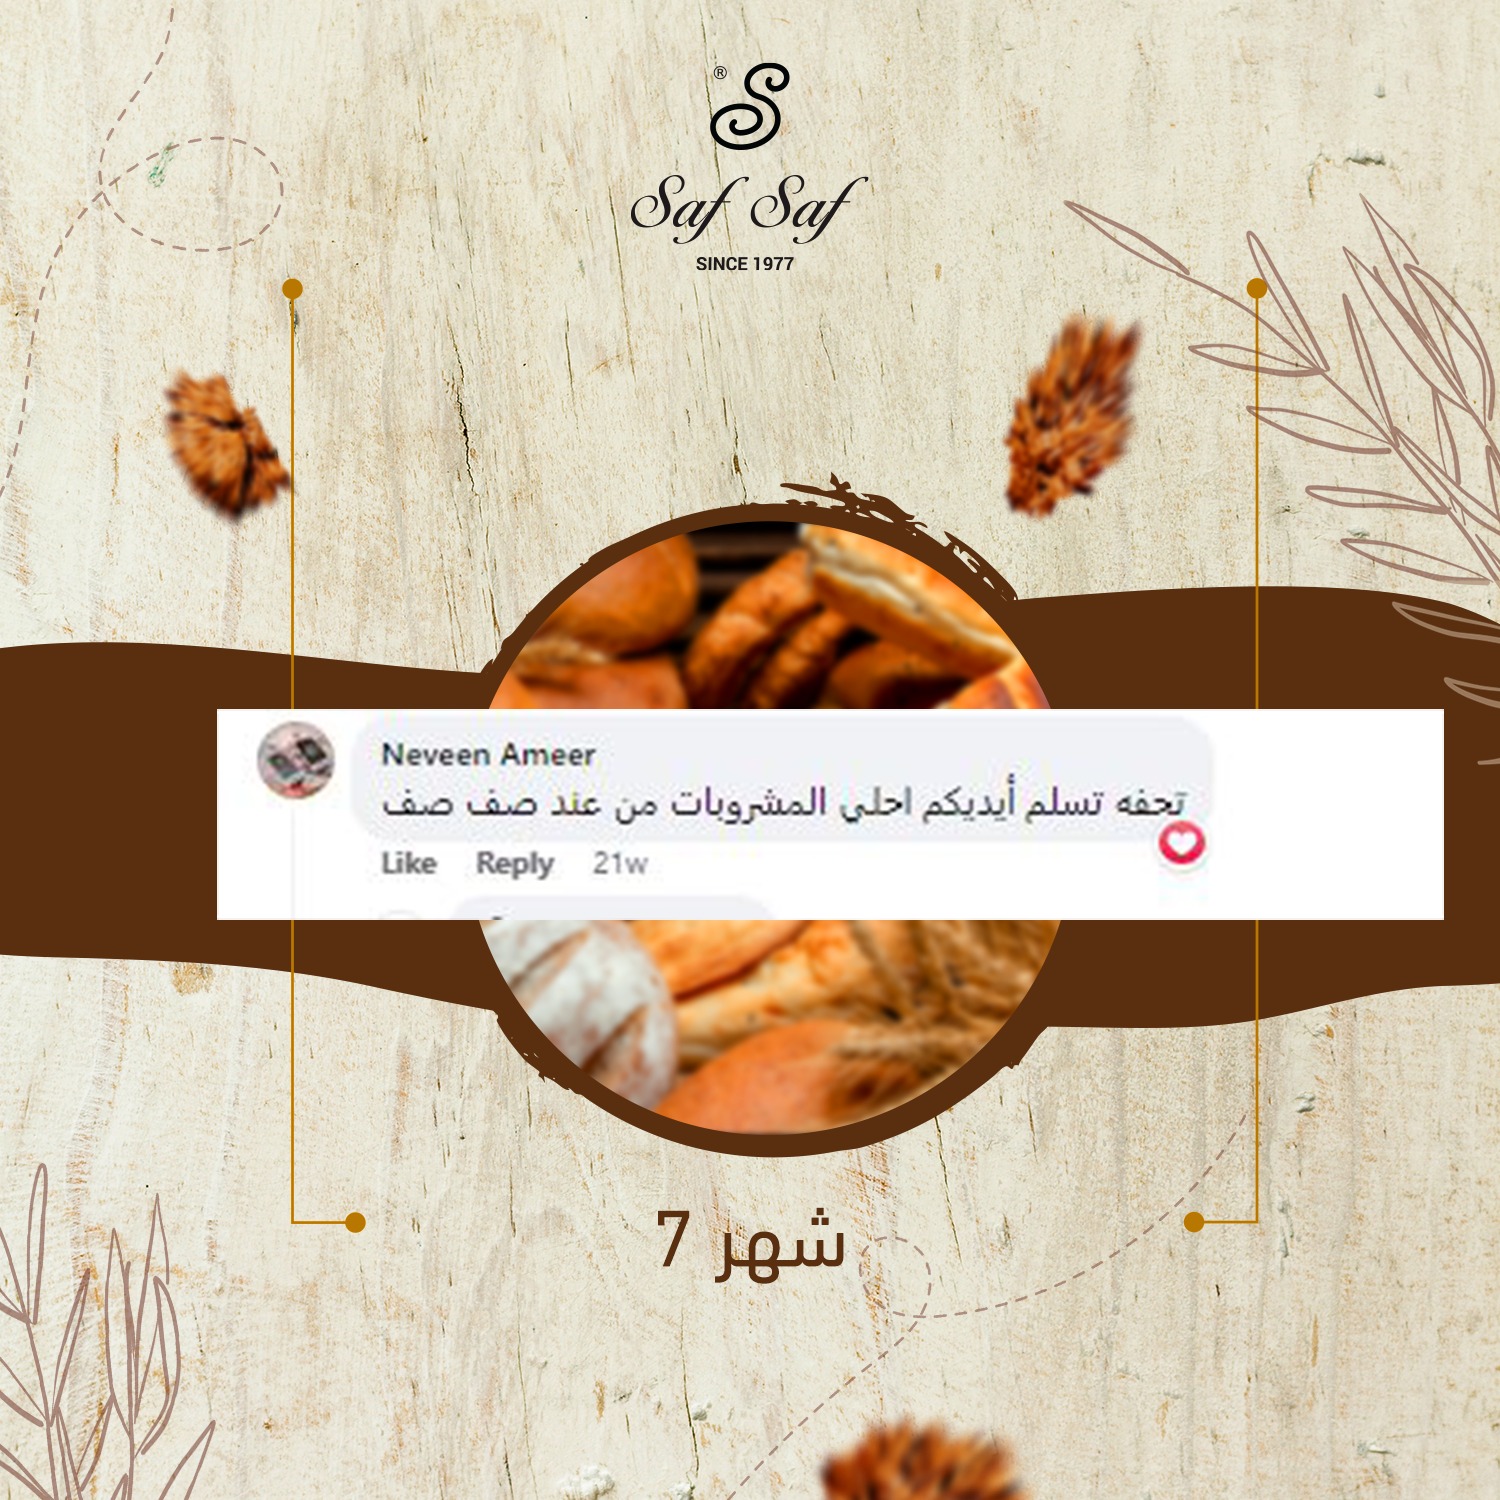 ®
S
Saf Saf
SINCE 1977
Neveen Ameer
تحفه تسلم أيديكم احلي المشروبات من عند صف صف
Like Reply 21w
شهر 7